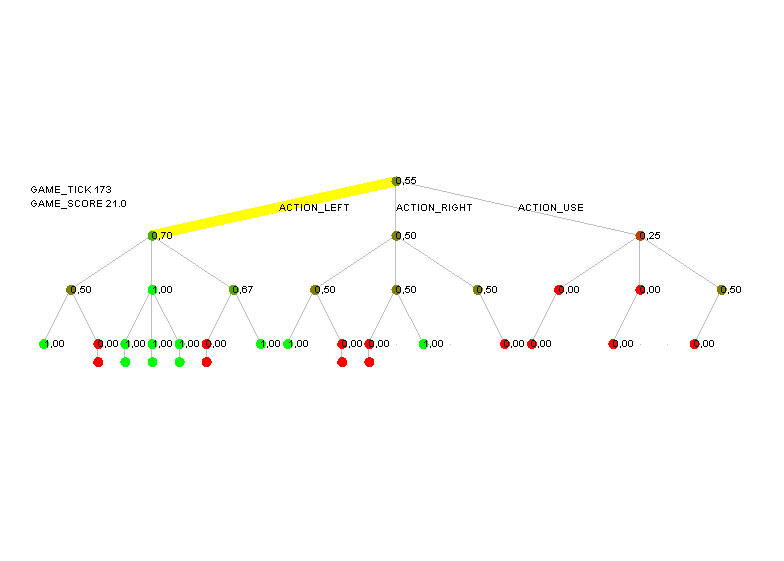 0,55
GAME_TICK 173
GAME_SCORE 21.0
ACTION_LEFT ACTION_RIGHT ACTION_USE
0,70 0,50 0,25
0,50 1,00 0,67 0,50 0,50 0,50 0,00 0,00 0,50
1,00 0,00 1,00 1,00 1,00 0,00 1,00 1,00 0,00 0,00 1,00 0,00 0,00 0,00 0,00